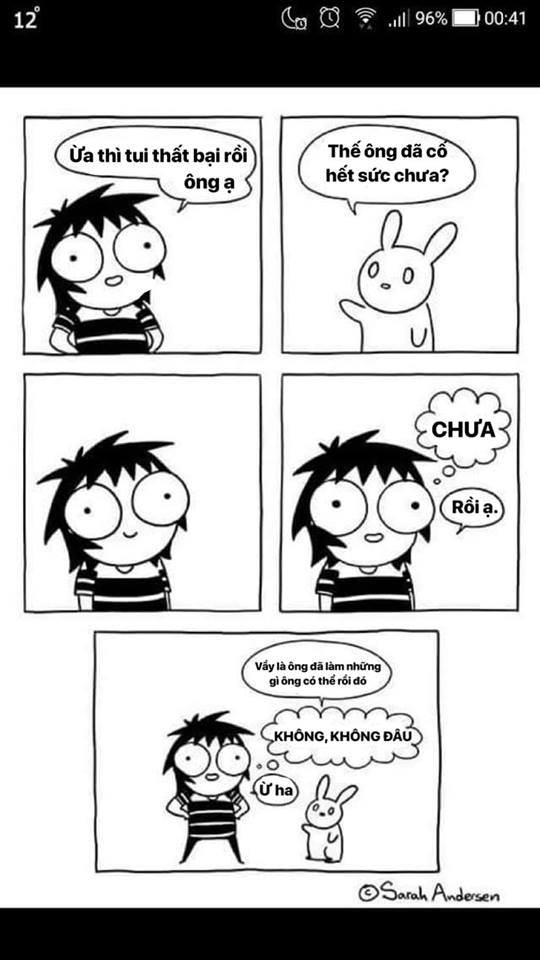 12°
96% 00:41
Ừa thì tui thất bại rồi
ông ạ
Thế ông đã cố
hết sức chưa?
CHƯA
Rồi ạ.
Vầy là ông đã làm những
gì ông có thể rồi đó
KHÔNG, KHÔNG ĐÂU
Ừ ha
©Sarah Andersen